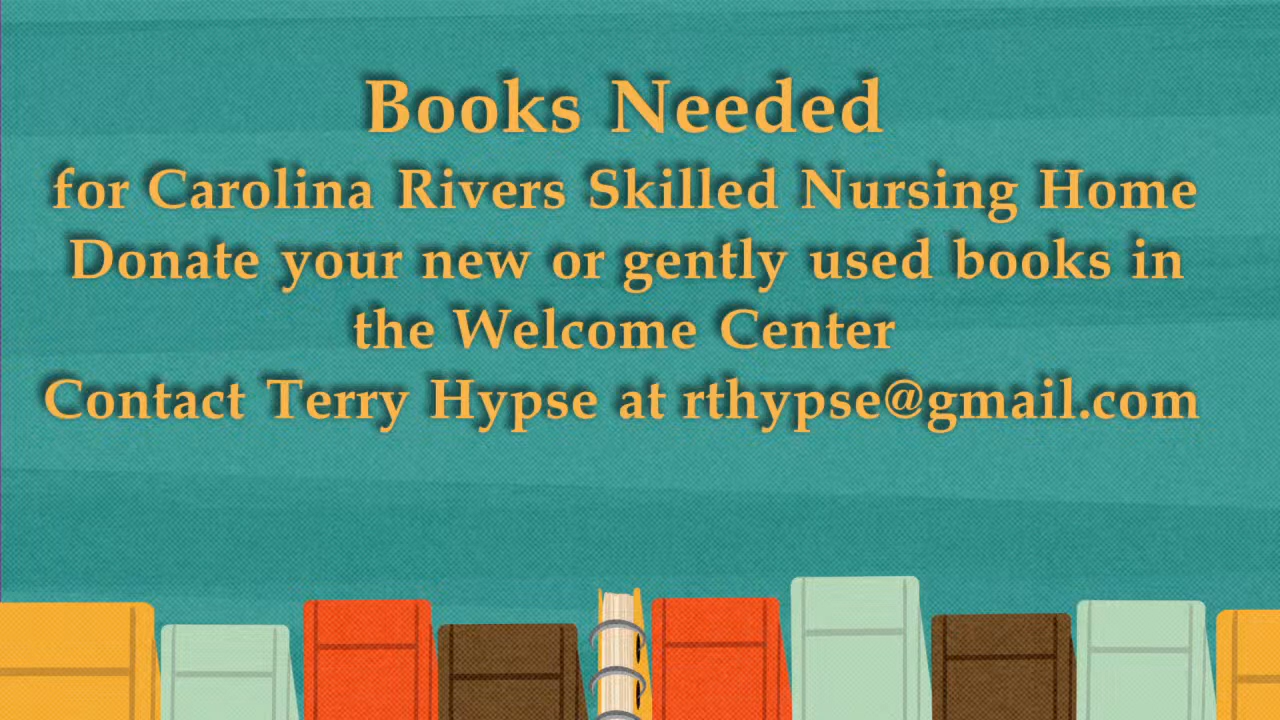 Books Needed
for Carolina Rivers Skilled Nursing Home
Donate your new or gently used books in
the Welcome Center
Contact Terry Hypse at rthypse@gmail.com